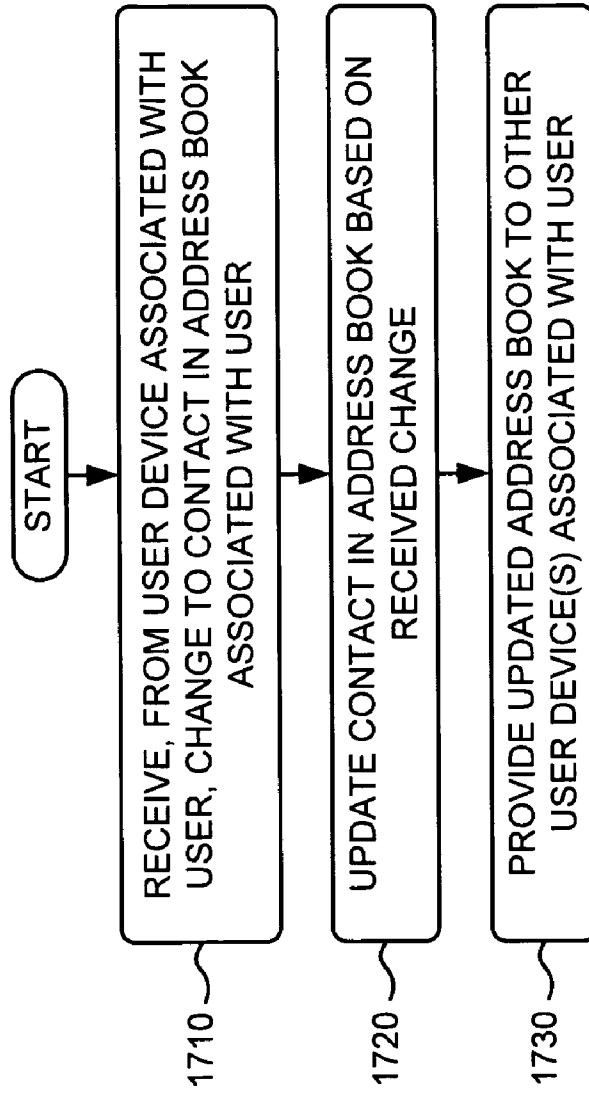 START
1710
RECEIVE, FROM USER DEVICE ASSOCIATED WITH
USER, CHANGE TO CONTACT IN ADDRESS BOOK
ASSOCIATED WITH USER
1720
UPDATE CONTACT IN ADDRESS BOOK BASED ON
RECEIVED CHANGE
1730
PROVIDE UPDATED ADDRESS BOOK TO OTHER
USER DEVICE(S) ASSOCIATED WITH USER